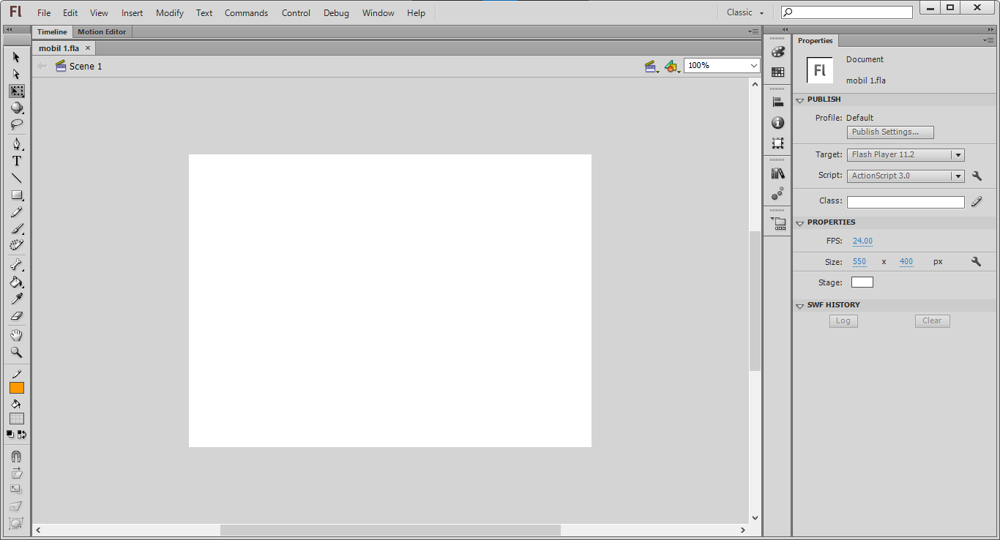 Fl File Edit View Insert Modify Text Commands Control Debug Window Help Classic
Timeline Motion Editor
mobil 1.fla ×
Scene 1 100%
T
Properties
Fl Document
mobil 1.fla
PUBLISH
Profile: Default
Publish Settings...
Target: Flash Player 11.2
Script: ActionScript 3.0
Class:
PROPERTIES
FPS: 24.00
Size: 550 x 400 px
Stage:
SWF HISTORY
Log Clear